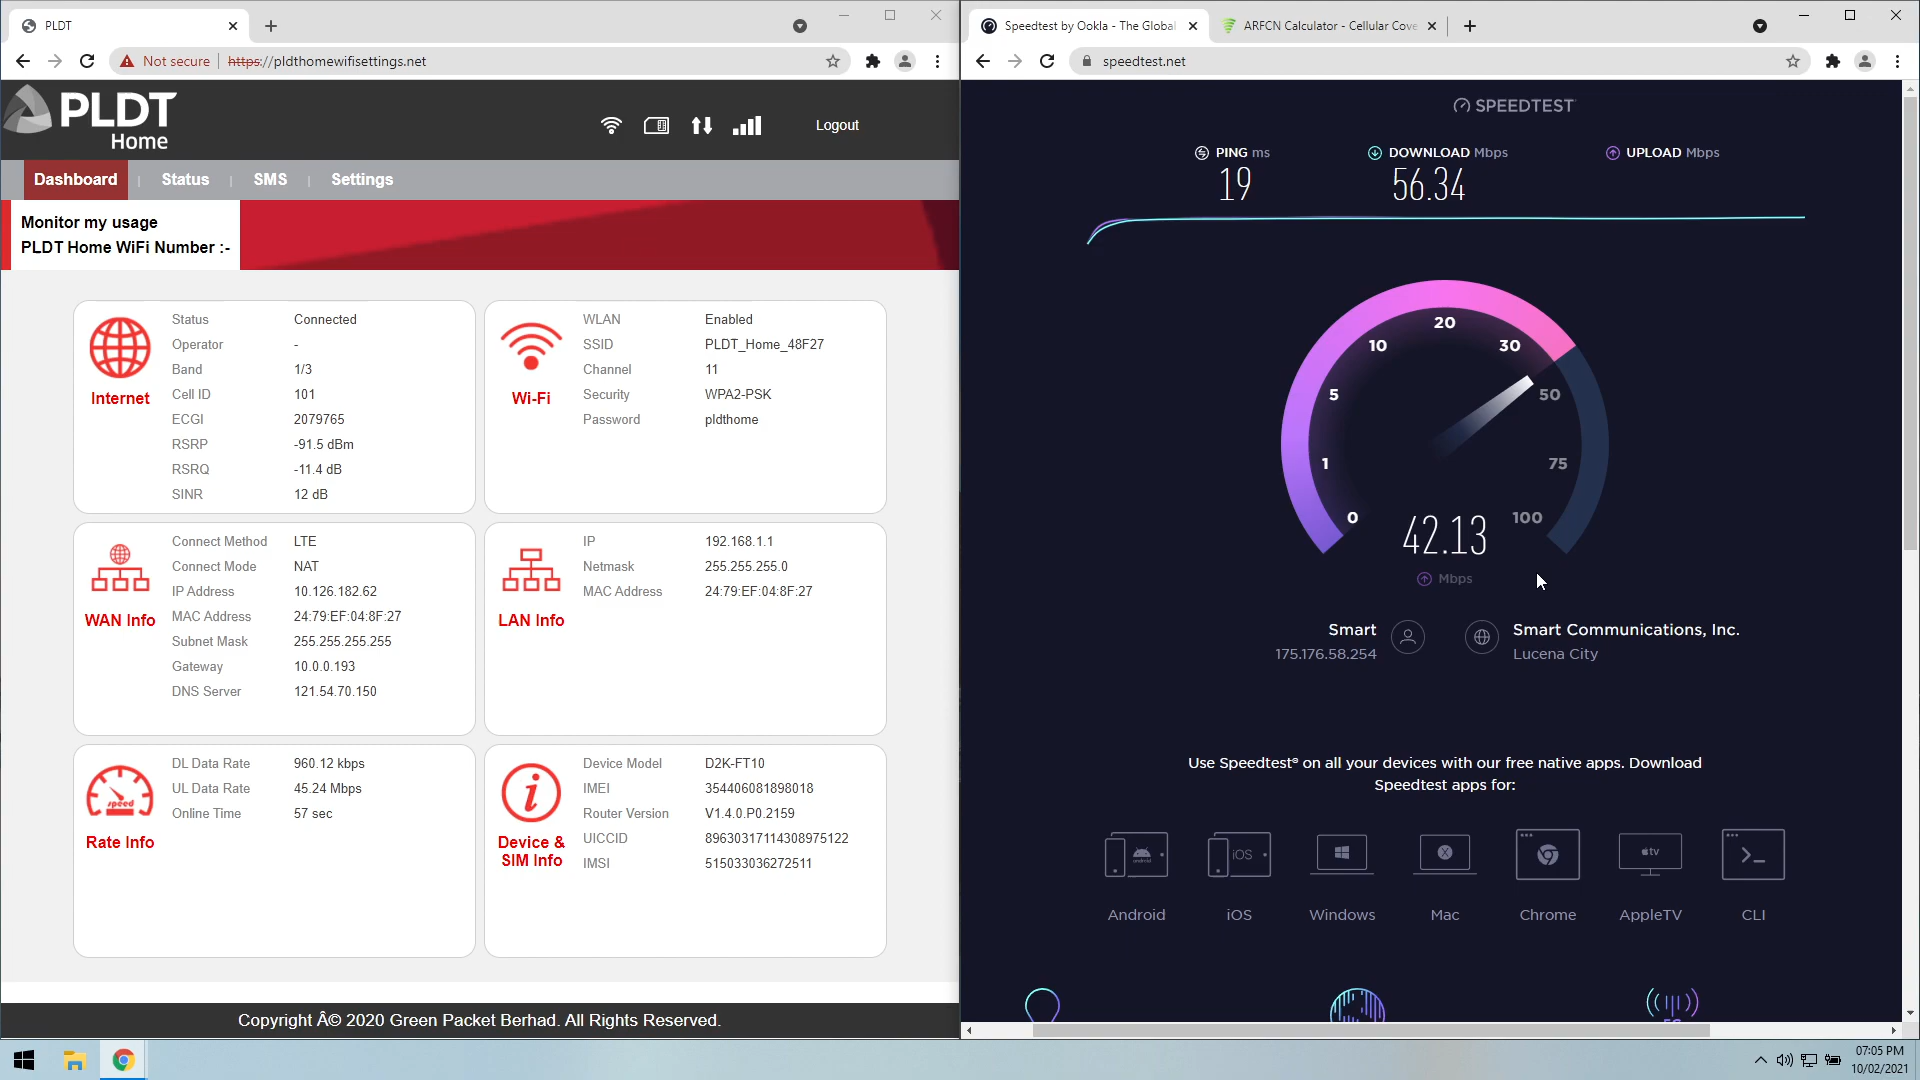 PLDT
Not secure
https://pldthomewifisettings.net
PLDT
Home
Logout
Dashboard | Status | SMS | Settings
Monitor my usage
PLDT Home WiFi Number :-
Internet
Status Connected
Operator -
Band 1/3
Cell ID 101
ECGI 2079765
RSRP -91.5 dBm
RSRQ -11.4 dB
SINR 12 dB
Wi-Fi
WLAN Enabled
SSID PLDT_Home_48F27
Channel 11
Security WPA2-PSK
Password pldthome
WAN Info
Connect Method LTE
Connect Mode NAT
IP Address 10.126.182.62
MAC Address 24:79:EF:04:8F:27
Subnet Mask 255.255.255.255
Gateway 10.0.0.193
DNS Server 121.54.70.150
LAN Info
IP 192.168.1.1
Netmask 255.255.255.0
MAC Address 24:79:EF:04:8F:27
speed
Rate Info
DL Data Rate 960.12 kbps
UL Data Rate 45.24 Mbps
Online Time 57 sec
Device &
SIM Info
Device Model D2K-FT10
IMEI 354406081898018
Router Version V1.4.0.P0.2159
UICCID 89630317114308975122
IMSI 515033036272511
Copyright Â© 2020 Green Packet Berhad. All Rights Reserved.
Speedtest by Ookla - The Global
ARFCN Calculator - Cellular Cove
speedtest.net
SPEEDTEST
PING ms
19
DOWNLOAD Mbps
56.34
UPLOAD Mbps
0
1
5
10
20
30
50
75
100
42.13
Mbps
Smart
175.176.58.254
Smart Communications, Inc.
Lucena City
Use Speedtest® on all your devices with our free native apps. Download
Speedtest apps for:
android
iOS
X
tv
Android
iOS
Windows
Mac
Chrome
AppleTV
CLI
07:05 PM
10/02/2021